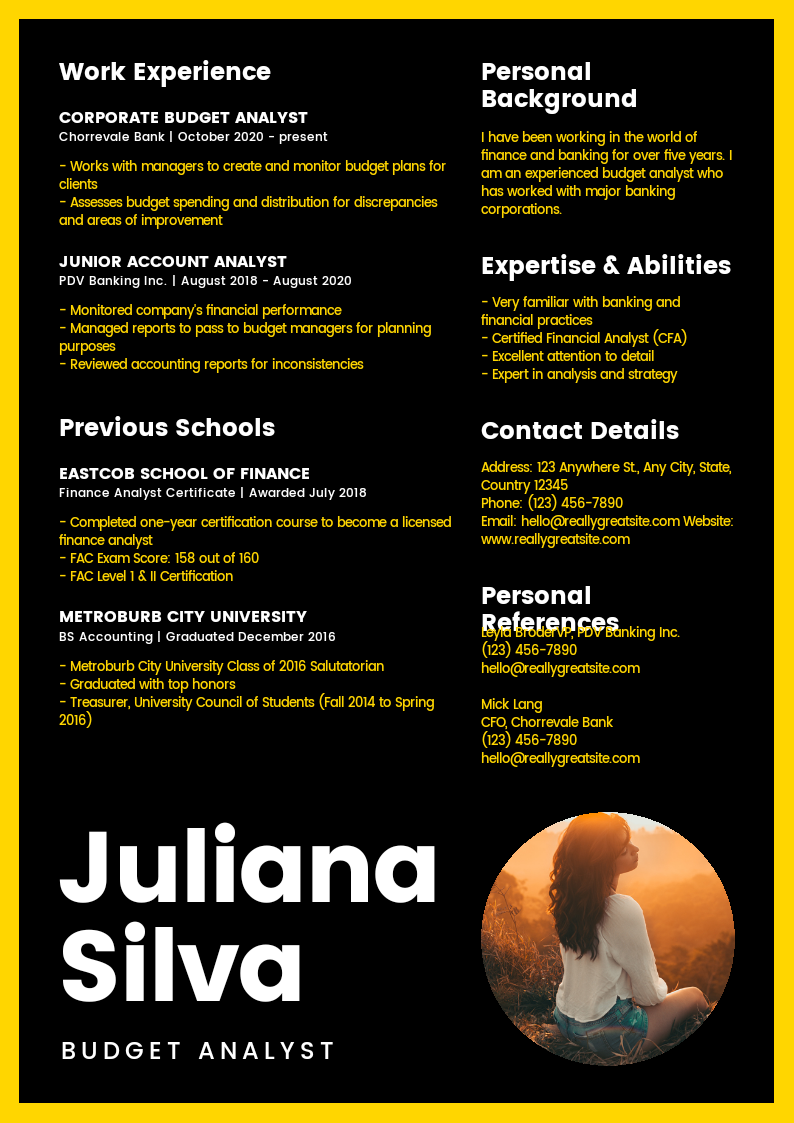 Work Experience
CORPORATE BUDGET ANALYST
Chorrevale Bank | October 2020 - present
- Works with managers to create and monitor budget plans for
clients
- Assesses budget spending and distribution for discrepancies
and areas of improvement
JUNIOR ACCOUNT ANALYST
PDV Banking Inc. | August 2018 - August 2020
- Monitored company's financial performance
- Managed reports to pass to budget managers for planning
purposes
- Reviewed accounting reports for inconsistencies
Previous Schools
EASTCOB SCHOOL OF FINANCE
Finance Analyst Certificate | Awarded July 2018
- Completed one-year certification course to become a licensed
finance analyst
- FAC Exam Score: 158 out of 160
- FAC Level 1 & II Certification
METROBURB CITY UNIVERSITY
BS Accounting | Graduated December 2016
- Metroburb City University Class of 2016 Salutatorian
- Graduated with top honors
- Treasurer, University Council of Students (Fall 2014 to Spring
2016)
Personal
Background
I have been working in the world of
finance and banking for over five years. I
am an experienced budget analyst who
has worked with major banking
corporations.
Expertise & Abilities
- Very familiar with banking and
financial practices
- Certified Financial Analyst (CFA)
- Excellent attention to detail
- Expert in analysis and strategy
Contact Details
Address: 123 Anywhere St., Any City, State,
Country 12345
Phone: (123) 456-7890
Email: hello@reallygreatsite.com Website:
www.reallygreatsite.com
Personal
References
Leyla BroderVP, PDV Banking Inc.
(123) 456-7890
hello@reallygreatsite.com
Mick Lang
CFO, Chorrevale Bank
(123) 456-7890
hello@reallygreatsite.com
Juliana
Silva
BUDGET ANALYST